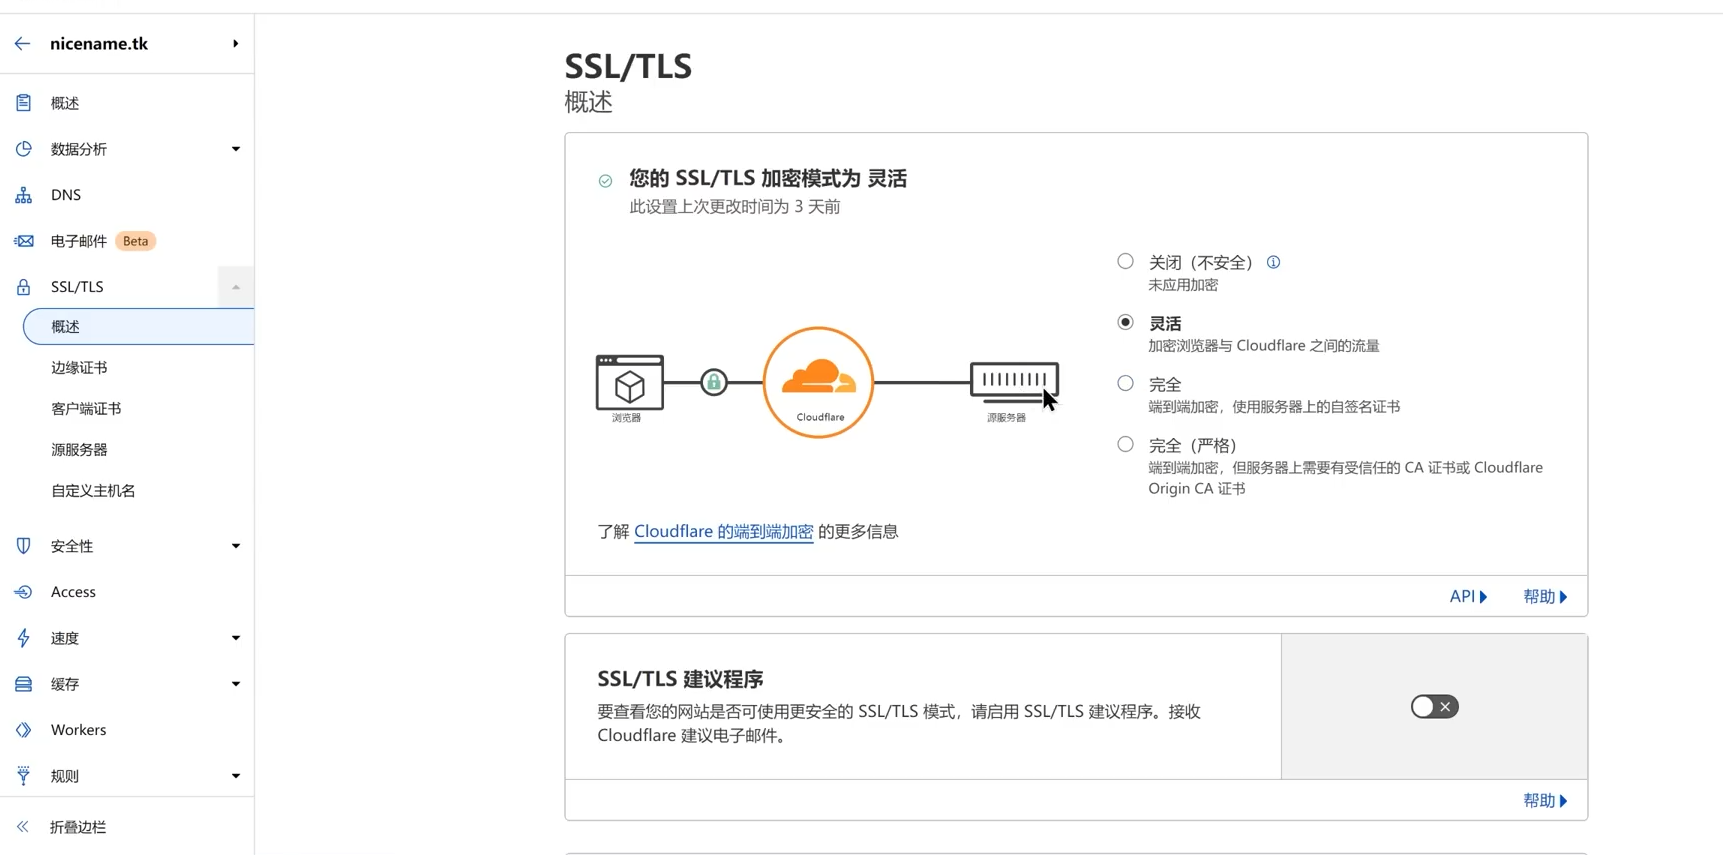 nicename.tk
概述
数据分析
DNS
电子邮件 Beta
SSL/TLS
概述
边缘证书
客户端证书
源服务器
自定义主机名
安全性
Access
速度
缓存
Workers
规则
折叠边栏
SSL/TLS
概述
您的 SSL/TLS 加密模式为 灵活
此设置上次更改时间为 3 天前
浏览器
Cloudflare
源服务器
关闭（不安全）
未应用加密
灵活
加密浏览器与 Cloudflare 之间的流量
完全
端到端加密，使用服务器上的自签名证书
完全（严格）
端到端加密，但服务器上需要有受信任的 CA 证书或 Cloudflare
Origin CA 证书
了解 Cloudflare 的端到端加密 的更多信息
API 帮助
SSL/TLS 建议程序
要查看您的网站是否可使用更安全的 SSL/TLS 模式，请启用 SSL/TLS 建议程序。接收
Cloudflare 建议电子邮件。
帮助